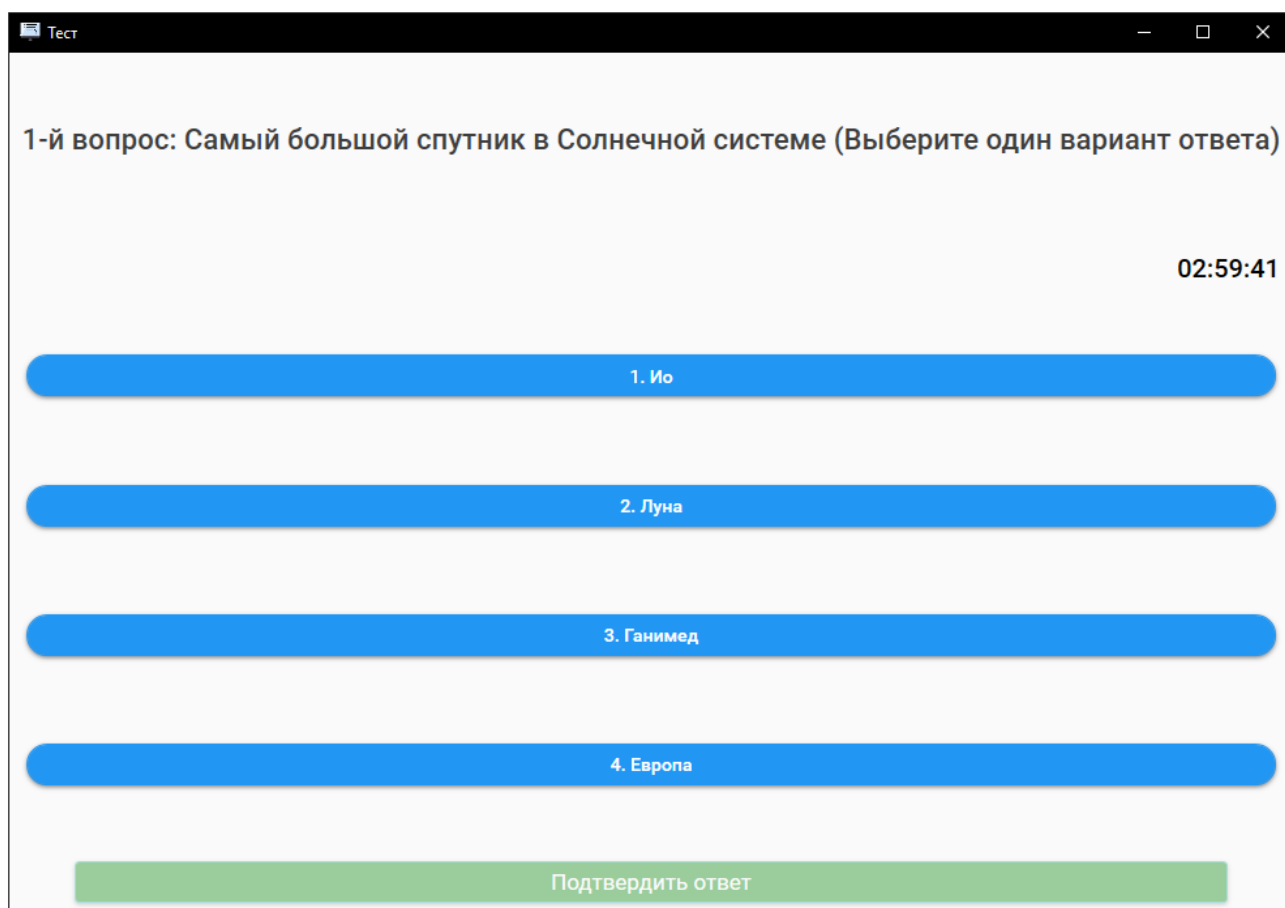 Тест
1-й вопрос: Самый большой спутник в Солнечной системе (Выберите один вариант ответа)
02:59:41
1. Ио
2. Луна
3. Ганимед
4. Европа
Подтвердить ответ